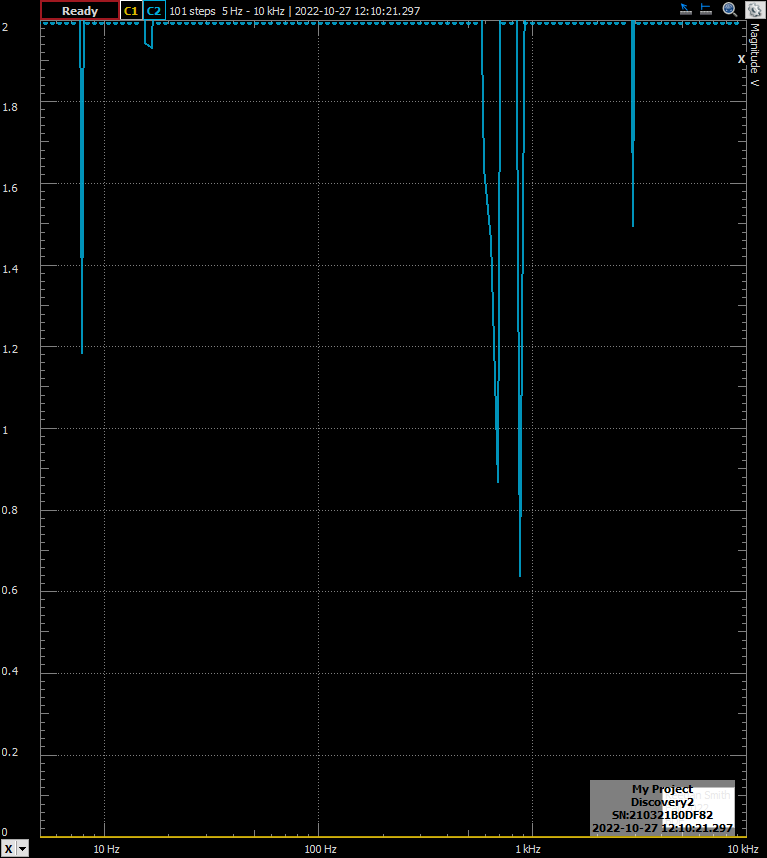 Ready C1 C2 101 steps 5 Hz - 10 kHz | 2022-10-27 12:10:21.297
Magnitude V
X
2
1.8
1.6
1.4
1.2
1
0.8
0.6
0.4
0.2
0
My Project
Discovery2
SN:210321B0DF82
2022-10-27 12:10:21.297
X 10 Hz 100 Hz 1 kHz 10 kHz